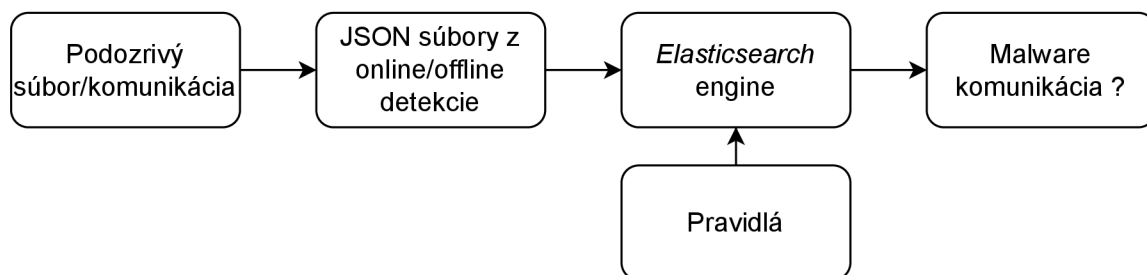 Podozrivý
súbor/komunikácia
JSON súbory z
online/offline
detekcie
Elasticsearch
engine
Malware
komunikácia ?
Pravidlá